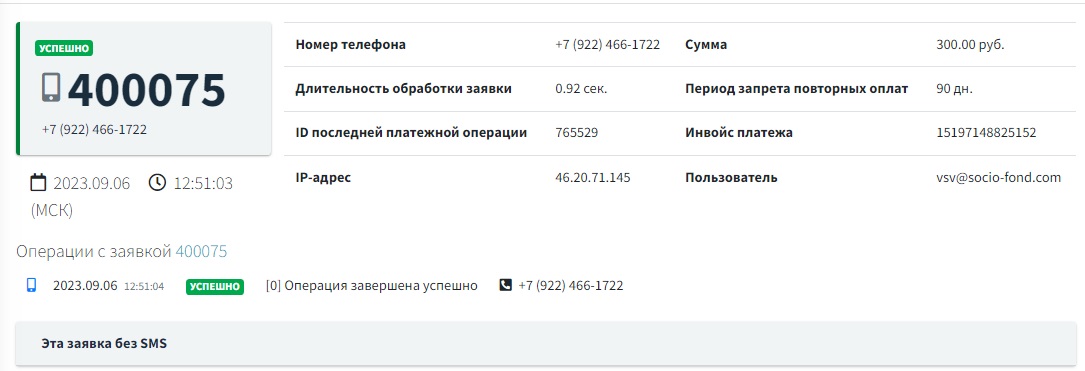 УСПЕШНО
400075
+7 (922) 466-1722
2023.09.06 12:51:03
(МСК)
Номер телефона +7 (922) 466-1722 Сумма 300.00 руб.
Длительность обработки заявки 0.92 сек. Период запрета повторных оплат 90 дн.
ID последней платежной операции 765529 Инвойс платежа 15197148825152
IP-адрес 46.20.71.145 Пользователь vsv@socio-fond.com
Операции с заявкой 400075
2023.09.06 12:51:04 УСПЕШНО [0] Операция завершена успешно +7 (922) 466-1722
Эта заявка без SMS